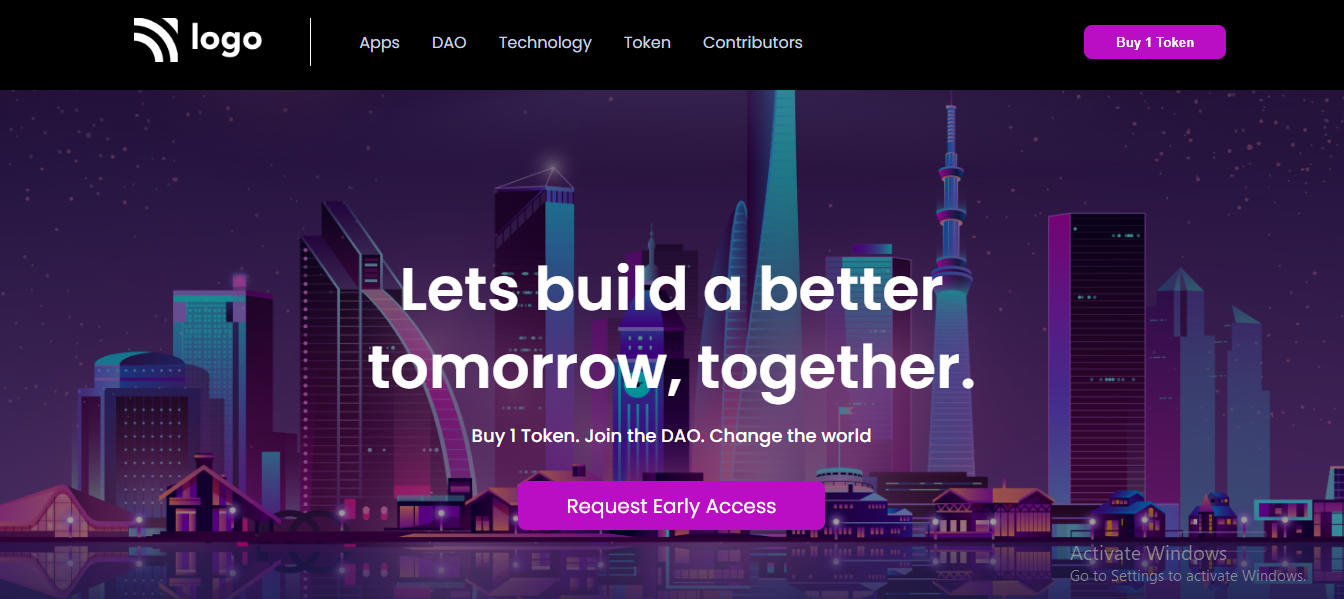 logo
Apps
DAO
Technology
Token
Contributors
Buy 1 Token
Lets build a better
tomorrow, together.
Buy 1 Token. Join the DAO. Change the world
Request Early Access
Activate Windows
Go to Settings to activate Windows.